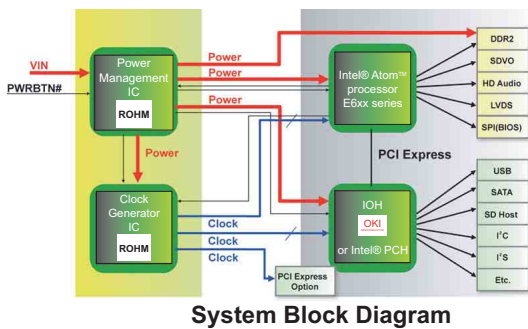 VIN
PWRBTN#
Power
Management
IC
ROHM
Power
Power
Power
Power
Intel® Atom™
processor
E6xx series
DDR2
SDVO
HD Audio
LVDS
SPI(BIOS)
PCI Express
Clock
Generator
IC
ROHM
Clock
Clock
Clock
IOH
OKI
or Intel® PCH
PCI Express
Option
USB
SATA
SD Host
I²C
I²S
Etc.
System Block Diagram